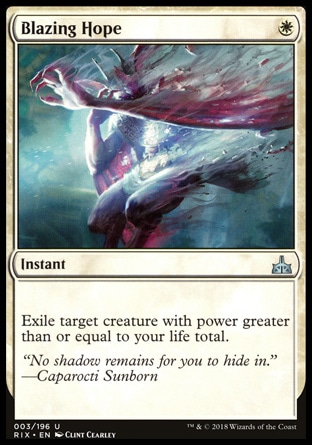 Blazing Hope
Instant
Exile target creature with power greater
than or equal to your life total.
"No shadow remains for you to hide in."
—Caparocti Sunborn
003/196 U
RIX • EN Clint Cearley
™ & © 2018 Wizards of the Coast